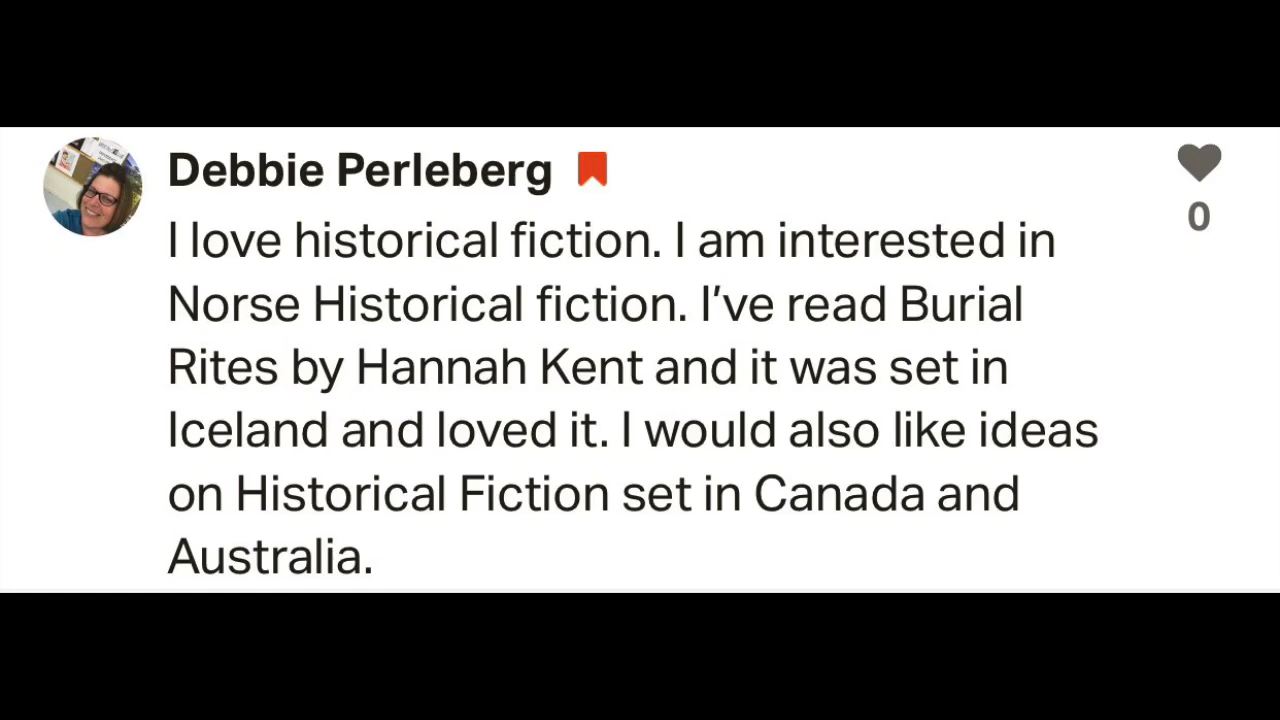 Debbie Perleberg
0
I love historical fiction. I am interested in
Norse Historical fiction. I've read Burial
Rites by Hannah Kent and it was set in
Iceland and loved it. I would also like ideas
on Historical Fiction set in Canada and
Australia.